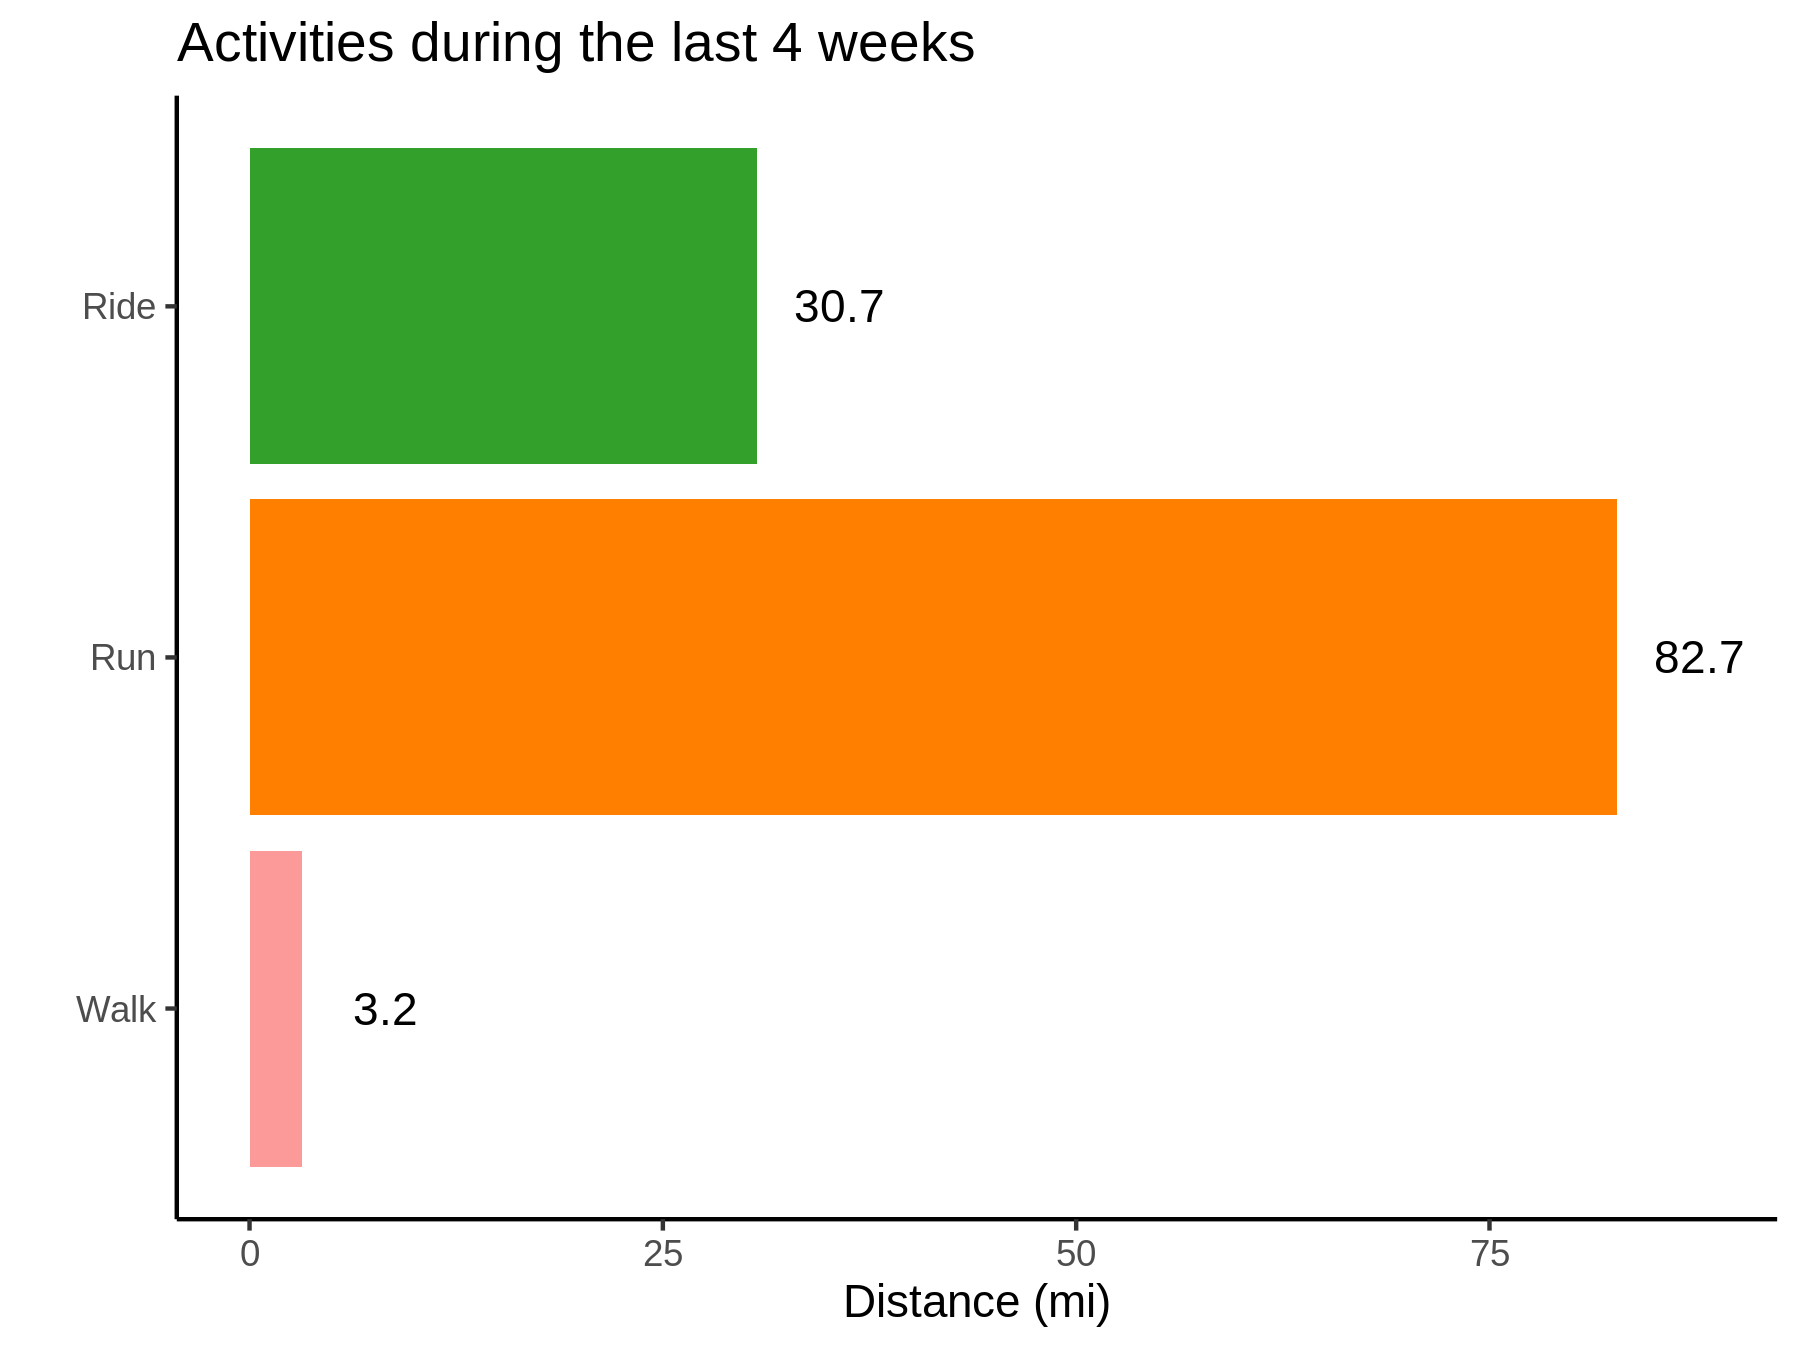 Activities during the last 4 weeks
Ride
30.7
Run
82.7
Walk
3.2
0 25 50 75
Distance (mi)